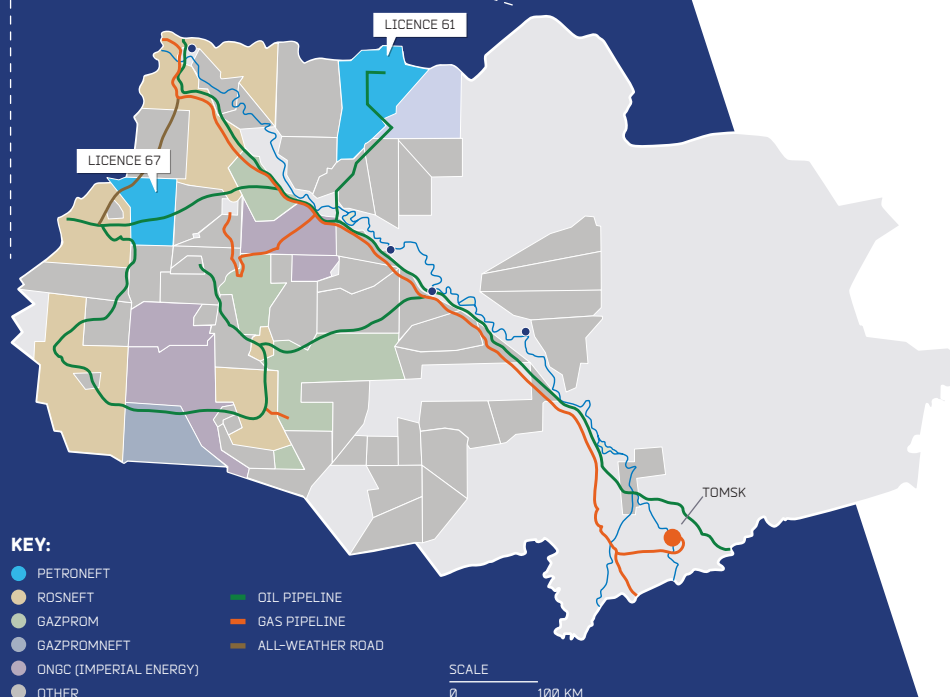 LICENCE 61
LICENCE 67
TOMSK
KEY:
PETRONEFT
ROSNEFT
GAZPROM
GAZPROMNEFT
ONGC (IMPERIAL ENERGY)
OTHER
OIL PIPELINE
GAS PIPELINE
ALL-WEATHER ROAD
SCALE
0 100 KM